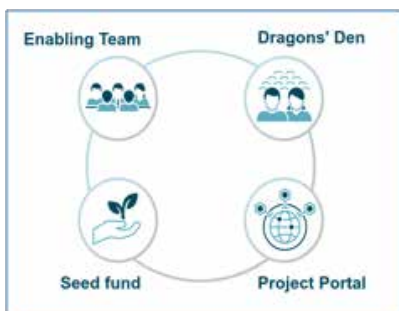 Enabling Team
Dragons' Den
Seed fund
Project Portal